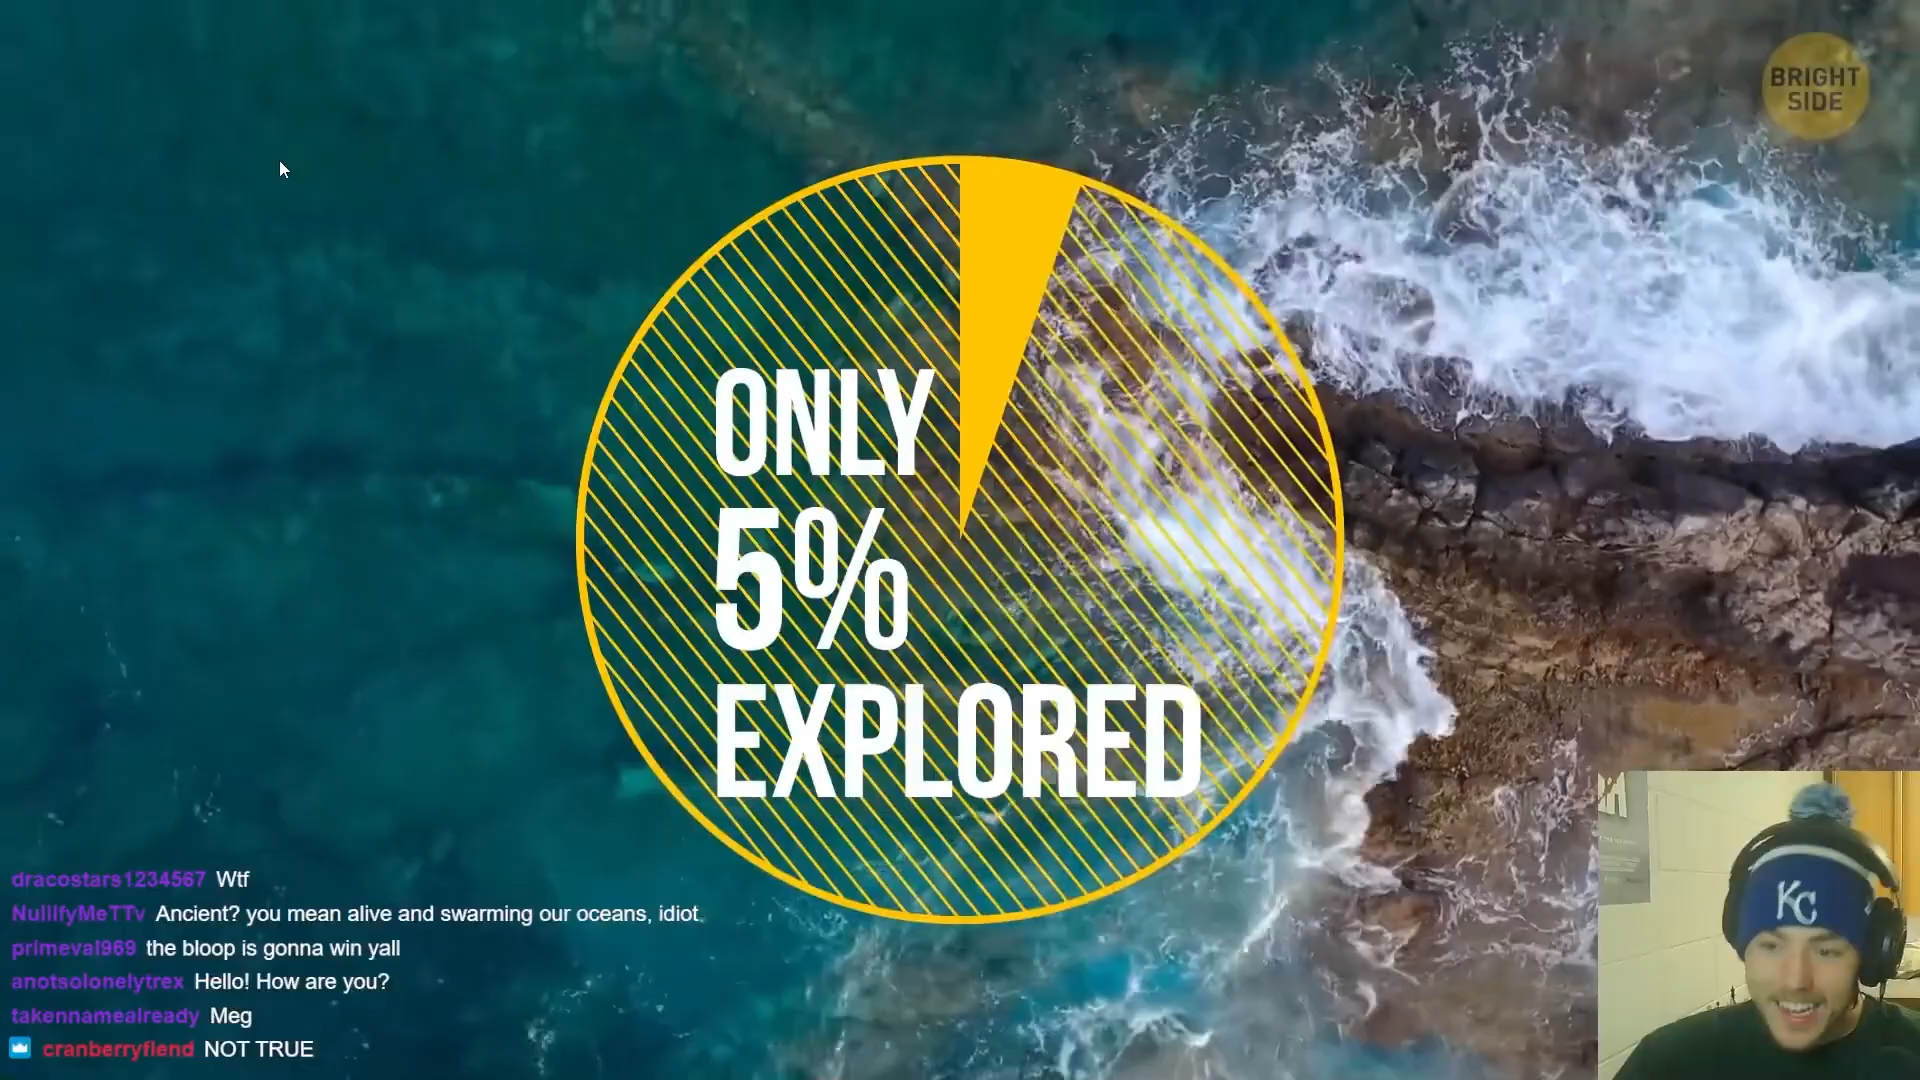 BRIGHT
SIDE
ONLY
5%
EXPLORED
dracostars1234567 Wtf
NullifyMeTTv Ancient? you mean alive and swarming our oceans, idiot.
primeval969 the bloop is gonna win yall
anotsolonelytrex Hello! How are you?
takennamealready Meg
cranberryfiend NOT TRUE
KC